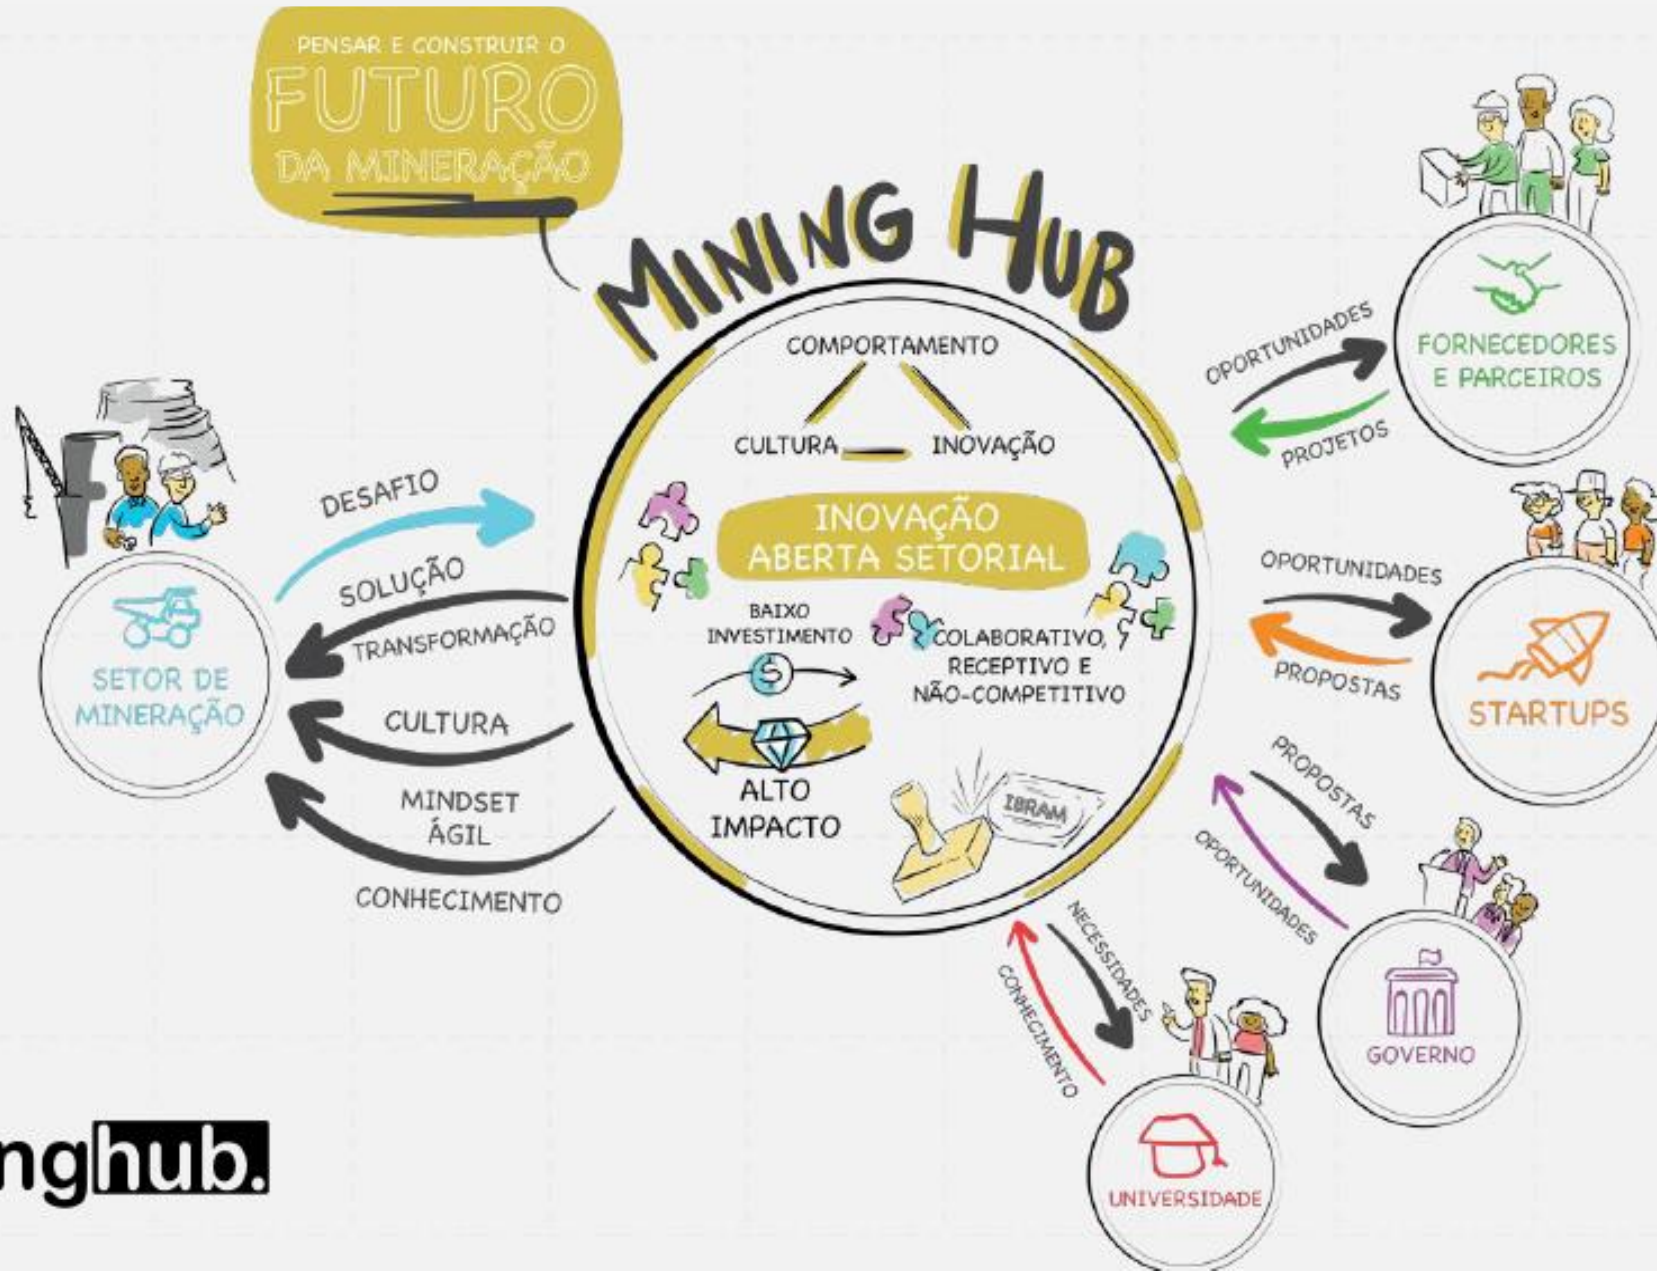 PENSAR E CONSTRUIR O
FUTURO
DA MINERAÇÃO
MINING HUB
COMPORTAMENTO
CULTURA
INOVAÇÃO
INOVAÇÃO
ABERTA SETORIAL
BAIXO
INVESTIMENTO
COLABORATIVO,
RECEPTIVO E
NÃO-COMPETITIVO
ALTO
IMPACTO
IBRAM
DESAFIO
SOLUÇÃO
TRANSFORMAÇÃO
CULTURA
MINDSET
ÁGIL
CONHECIMENTO
SETOR DE
MINERAÇÃO
OPORTUNIDADES
PROJETOS
FORNECEDORES
E PARCEIROS
OPORTUNIDADES
PROPOSTAS
STARTUPS
PROPOSTAS
OPORTUNIDADES
GOVERNO
NECESSIDADES
CONHECIMENTO
UNIVERSIDADE
nghub.